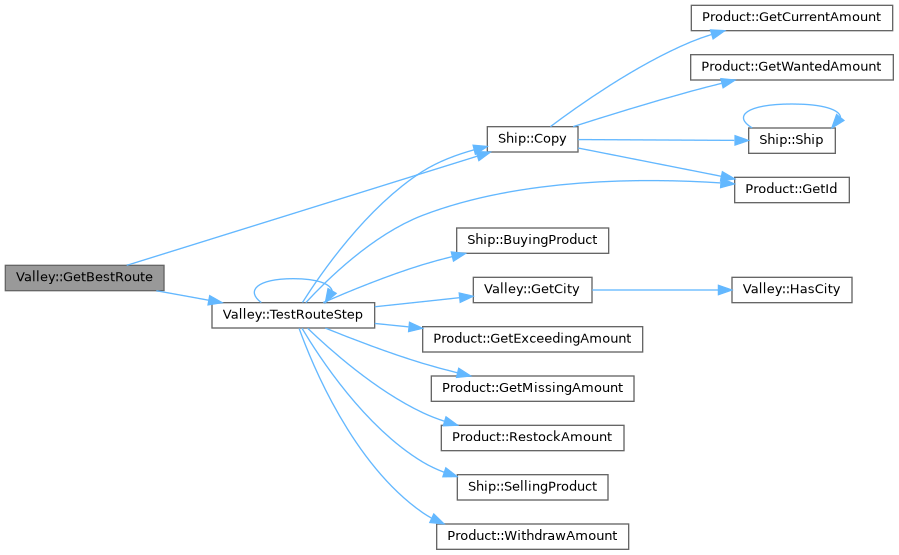 Product::GetCurrentAmount
Product::GetWantedAmount
Ship::Copy
Ship::Ship
Product::GetId
Ship::BuyingProduct
Valley::GetBestRoute
Valley::GetCity
Valley::HasCity
Valley::TestRouteStep
Product::GetExceedingAmount
Product::GetMissingAmount
Product::RestockAmount
Ship::SellingProduct
Product::WithdrawAmount